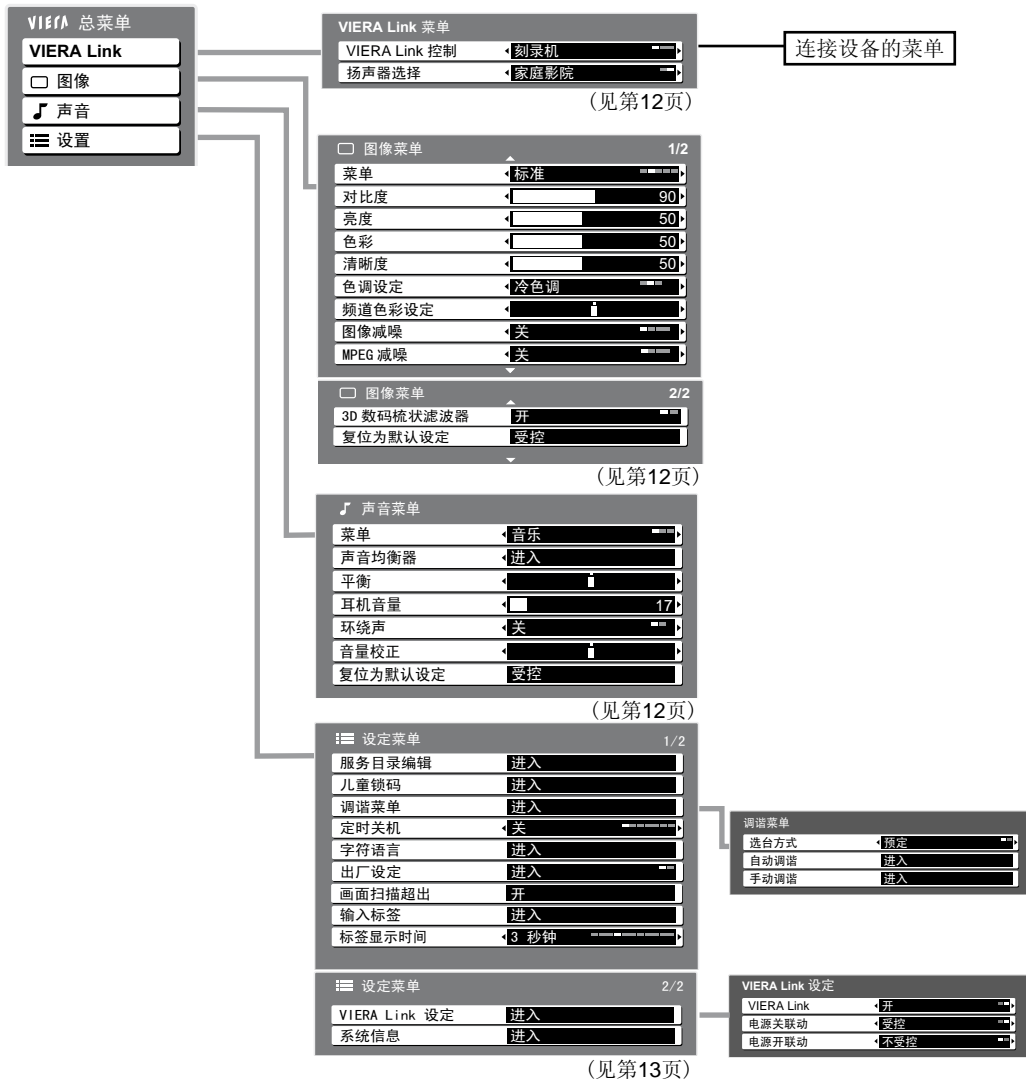 VIERA 总菜单
VIERA Link
图像
声音
设置
VIERA Link 菜单
VIERA Link 控制 刻录机
扬声器选择 家庭影院
(见第12页)
连接设备的菜单
图像菜单 1/2
菜单 标准
对比度 90
亮度 50
色彩 50
清晰度 50
色调设定 冷色调
频道色彩设定
图像减噪 关
MPEG 减噪 关
图像菜单 2/2
3D 数码梳状滤波器 开
复位为默认设定 受控
(见第12页)
声音菜单
菜单 音乐
声音均衡器 进入
平衡
耳机音量 17
环绕声 关
音量校正
复位为默认设定 受控
(见第12页)
设定菜单 1/2
服务目录编辑 进入
儿童锁码 进入
调谐菜单 进入
定时关机 关
字符语言 进入
出厂设定 进入
画面扫描超出 开
输入标签 进入
标签显示时间 3 秒钟
调谐菜单
选台方式 预定
自动调谐 进入
手动调谐 进入
设定菜单 2/2
VIERA Link 设定 进入
系统信息 进入
(见第13页)
VIERA Link 设定
VIERA Link 开
电源关联动 受控
电源开联动 不受控